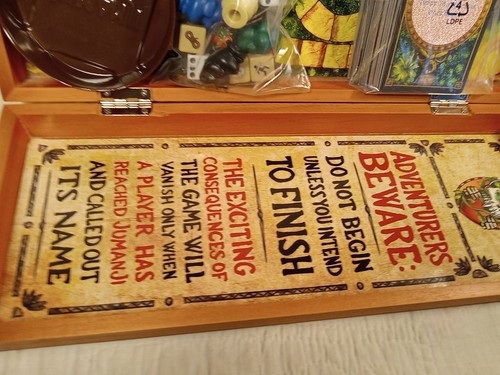 ADVENTURERS
BEWARE:
DO NOT BEGIN
UNLESS YOU INTEND
TO FINISH
THE EXCITING
CONSEQUENCES OF
THE GAME WILL
VANISH ONLY WHEN
A PLAYER HAS
REACHED JUMANJI
AND CALLED OUT
ITS NAME
LDPE